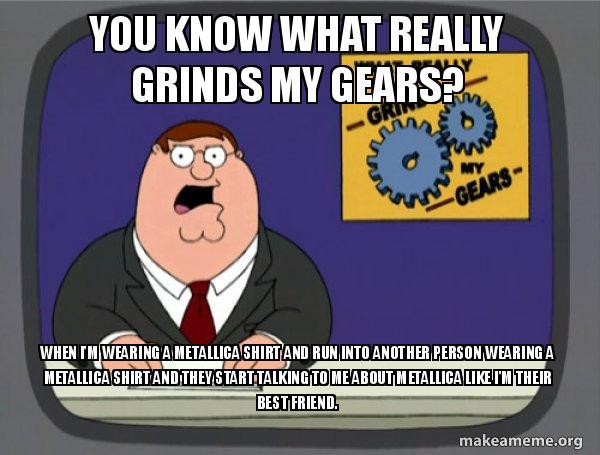 YOU KNOW WHAT REALLY
GRINDS MY GEARS?
WHAT REALLY
GRIN
MY
GEARS
WHEN I'M WEARING A METALLICA SHIRT AND RUN INTO ANOTHER PERSON WEARING A
METALLICA SHIRT AND THEY START TALKING TO ME ABOUT METALLICA LIKE I'M THEIR
BEST FRIEND.
makeameme.org